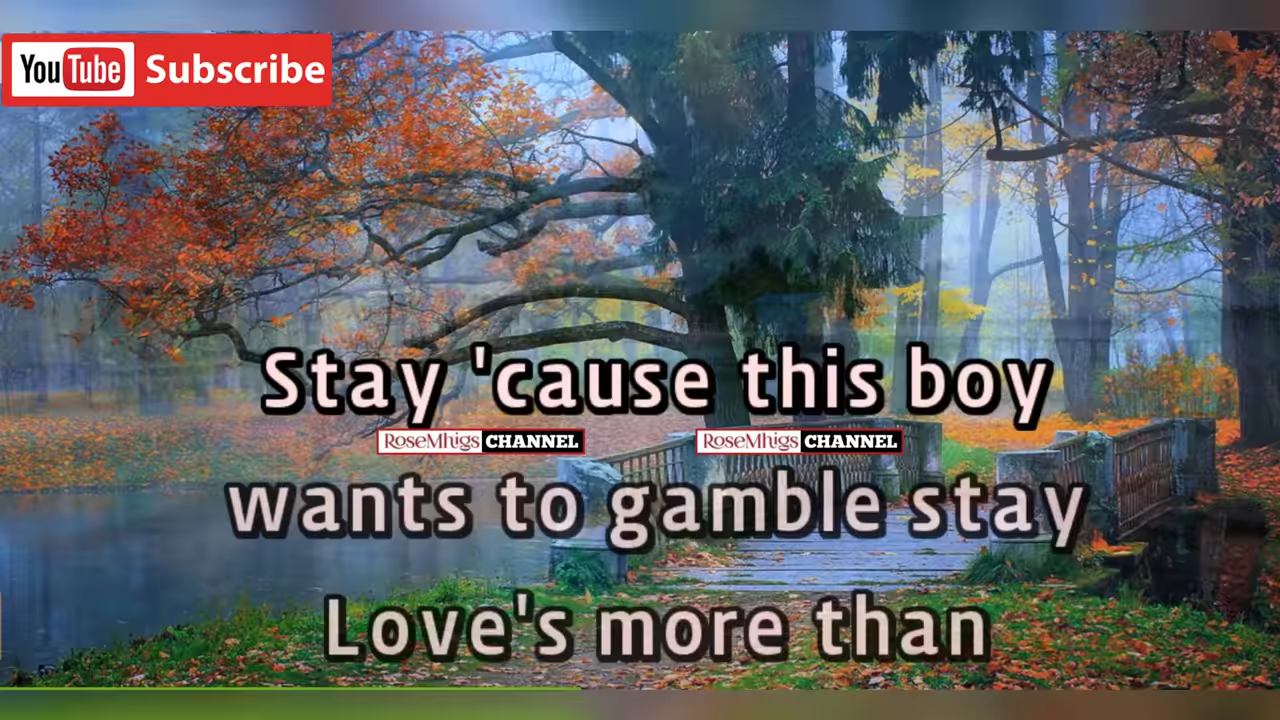 YouTube Subscribe
Stay 'cause this boy
RoseMhigs CHANNEL RoseMhigs CHANNEL
wants to gamble stay
Love's more than